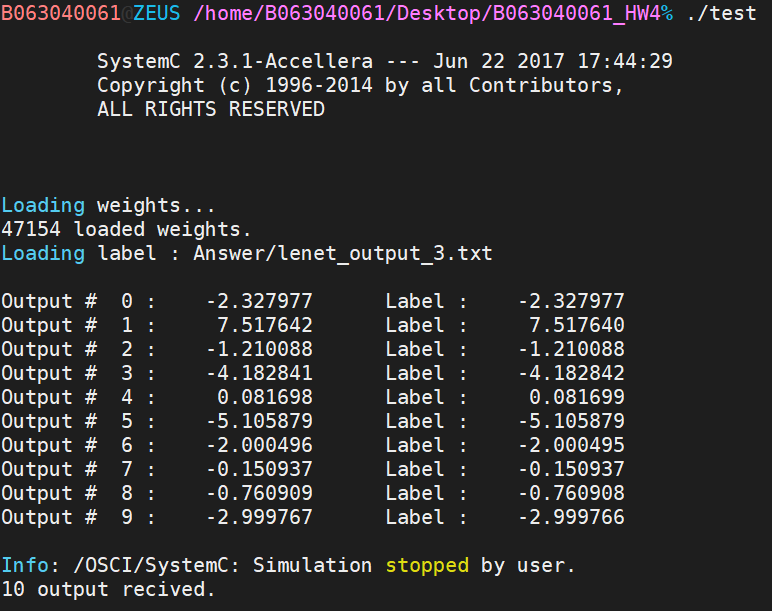 B063040061@ZEUS /home/B063040061/Desktop/B063040061_HW4% ./test
SystemC 2.3.1-Accellera --- Jun 22 2017 17:44:29
Copyright (c) 1996-2014 by all Contributors,
ALL RIGHTS RESERVED
Loading weights...
47154 loaded weights.
Loading label : Answer/lenet_output_3.txt
Output # 0 : -2.327977 Label : -2.327977
Output # 1 : 7.517642 Label : 7.517640
Output # 2 : -1.210088 Label : -1.210088
Output # 3 : -4.182841 Label : -4.182842
Output # 4 : 0.081698 Label : 0.081699
Output # 5 : -5.105879 Label : -5.105879
Output # 6 : -2.000496 Label : -2.000495
Output # 7 : -0.150937 Label : -0.150937
Output # 8 : -0.760909 Label : -0.760908
Output # 9 : -2.999767 Label : -2.999766
Info: /OSCI/SystemC: Simulation stopped by user.
10 output recived.